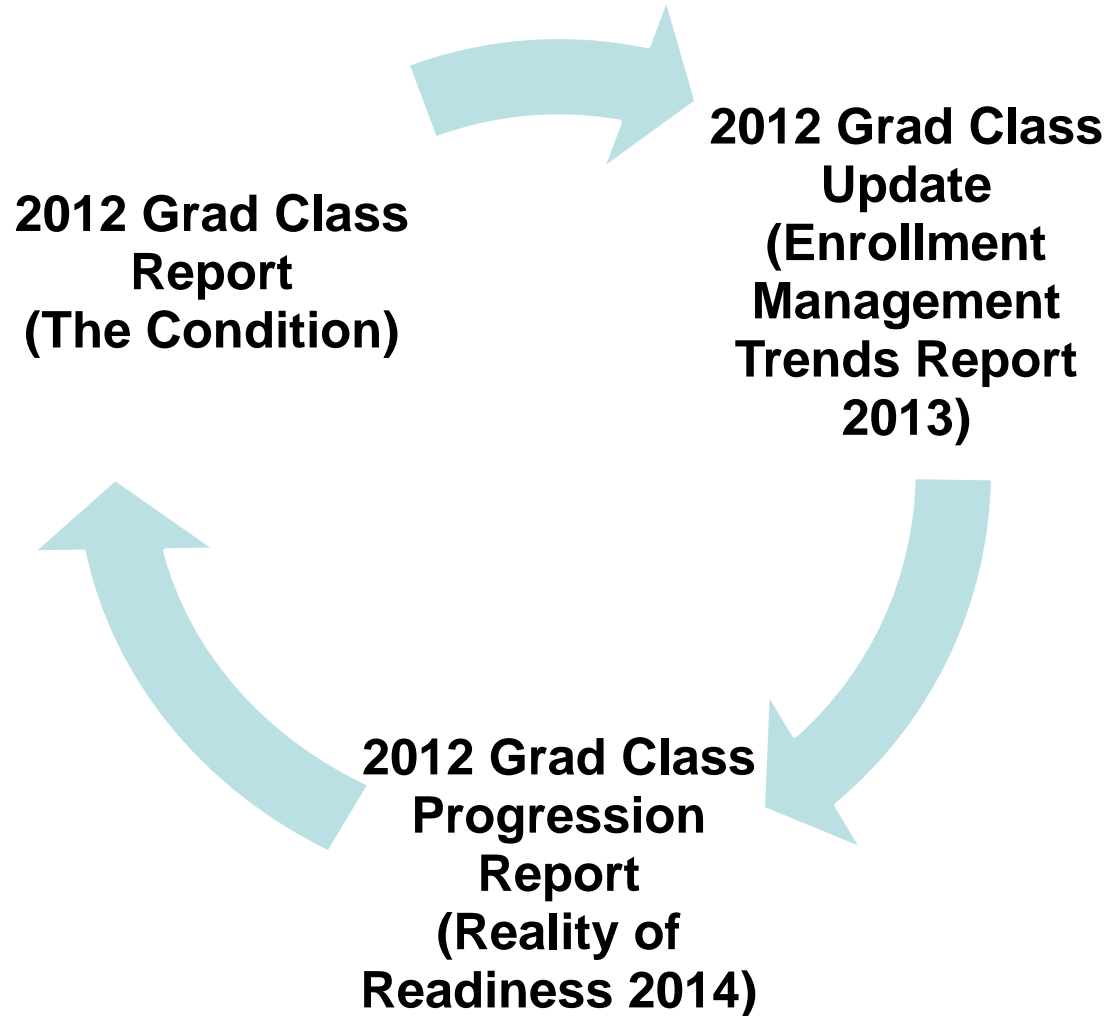 2012 Grad Class
Report
(The Condition)
2012 Grad Class
Update
(Enrollment
Management
Trends Report
2013)
2012 Grad Class
Progression
Report
(Reality of
Readiness 2014)